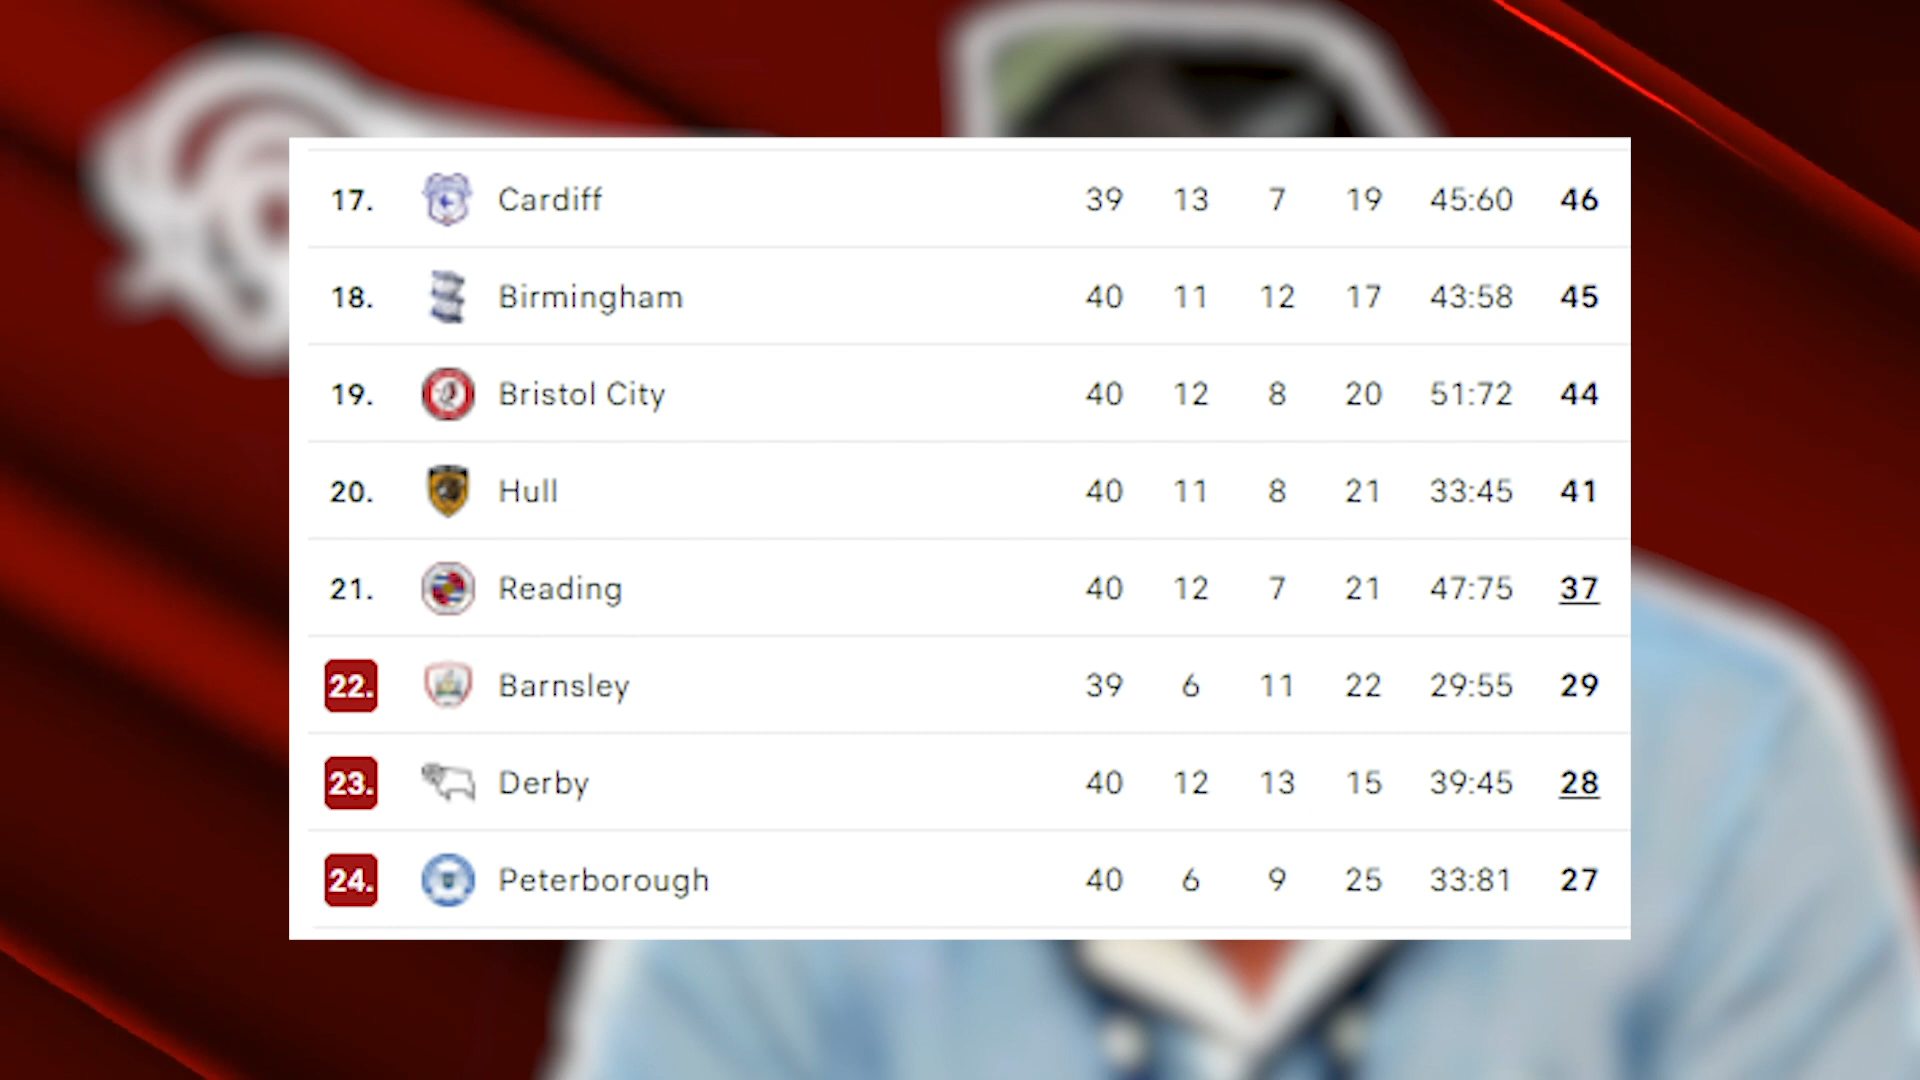 17. Cardiff 39 13 7 19 45:60 46
18. Birmingham 40 11 12 17 43:58 45
19. Bristol City 40 12 8 20 51:72 44
20. Hull 40 11 8 21 33:45 41
21. Reading 40 12 7 21 47:75 37
22. Barnsley 39 6 11 22 29:55 29
23. Derby 40 12 13 15 39:45 28
24. Peterborough 40 6 9 25 33:81 27